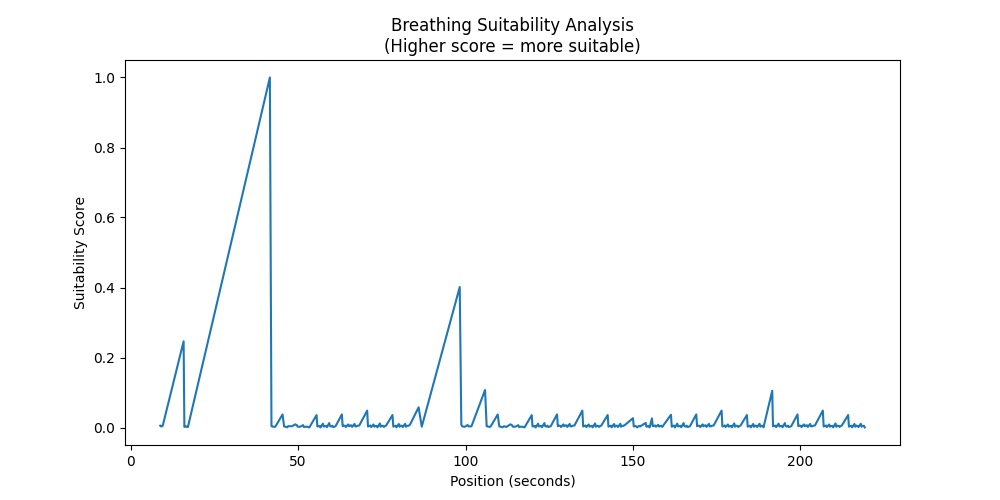 Breathing Suitability Analysis
(Higher score = more suitable)
1.0
0.8
0.6
0.4
0.2
0.0
Suitability Score
0 50 100 150 200
Position (seconds)